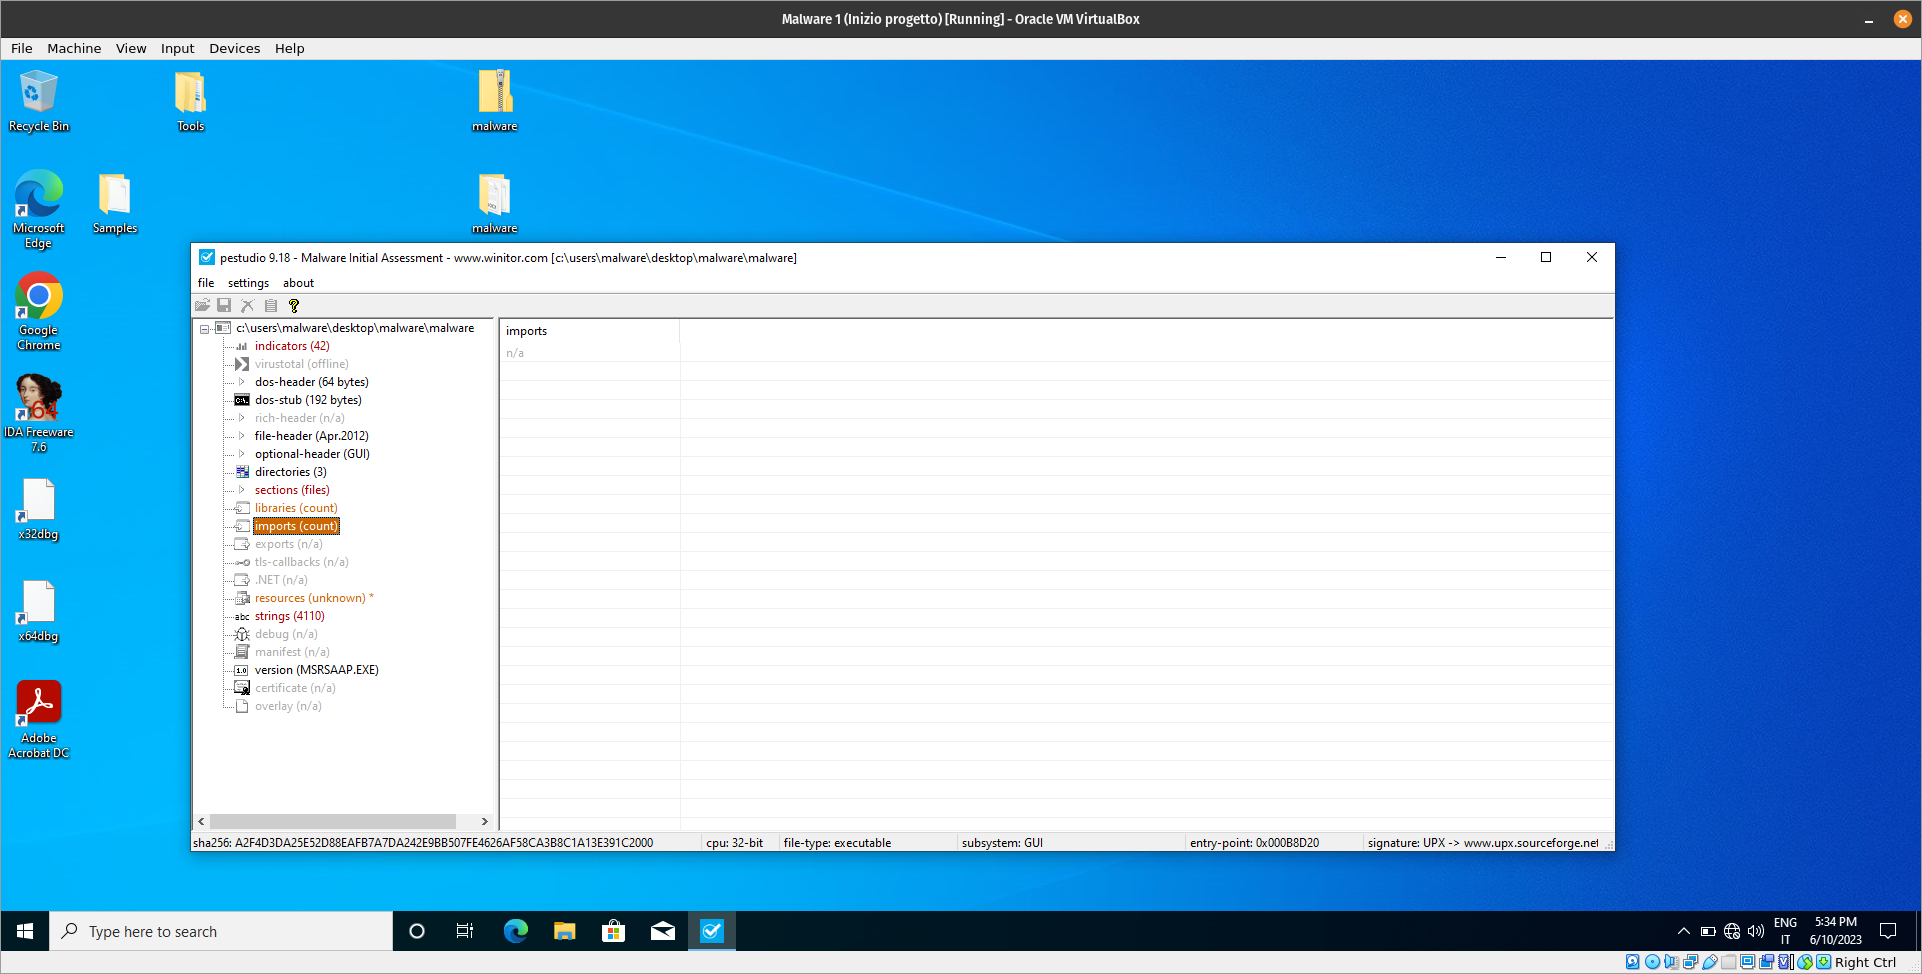 Malware 1 (Inizio progetto) [Running] - Oracle VM VirtualBox
File Machine View Input Devices Help
Recycle Bin
Tools
malware
Microsoft
Edge
Samples
malware
Google
Chrome
IDA Freeware
7.6
x32dbg
x64dbg
Adobe
Acrobat DC
pestudio 9.18 - Malware Initial Assessment - www.winitor.com [c:\users\malware\desktop\malware\malware]
file settings about
c:\users\malware\desktop\malware\malware
indicators (42)
virustotal (offline)
dos-header (64 bytes)
dos-stub (192 bytes)
rich-header (n/a)
file-header (Apr.2012)
optional-header (GUI)
directories (3)
sections (files)
libraries (count)
imports (count)
exports (n/a)
tls-callbacks (n/a)
.NET (n/a)
resources (unknown) *
abc strings (4110)
debug (n/a)
manifest (n/a)
1.0 version (MSRSAAP.EXE)
certificate (n/a)
overlay (n/a)
imports
n/a
sha256: A2F4D3DA25E52D88EAFB7A7DA242E9BB507FE4626AF58CA3B8C1A13E391C2000 cpu: 32-bit file-type: executable subsystem: GUI entry-point: 0x000B8D20 signature: UPX -> www.upx.sourceforge.net
Type here to search
ENG
IT
5:34 PM
6/10/2023
Right Ctrl